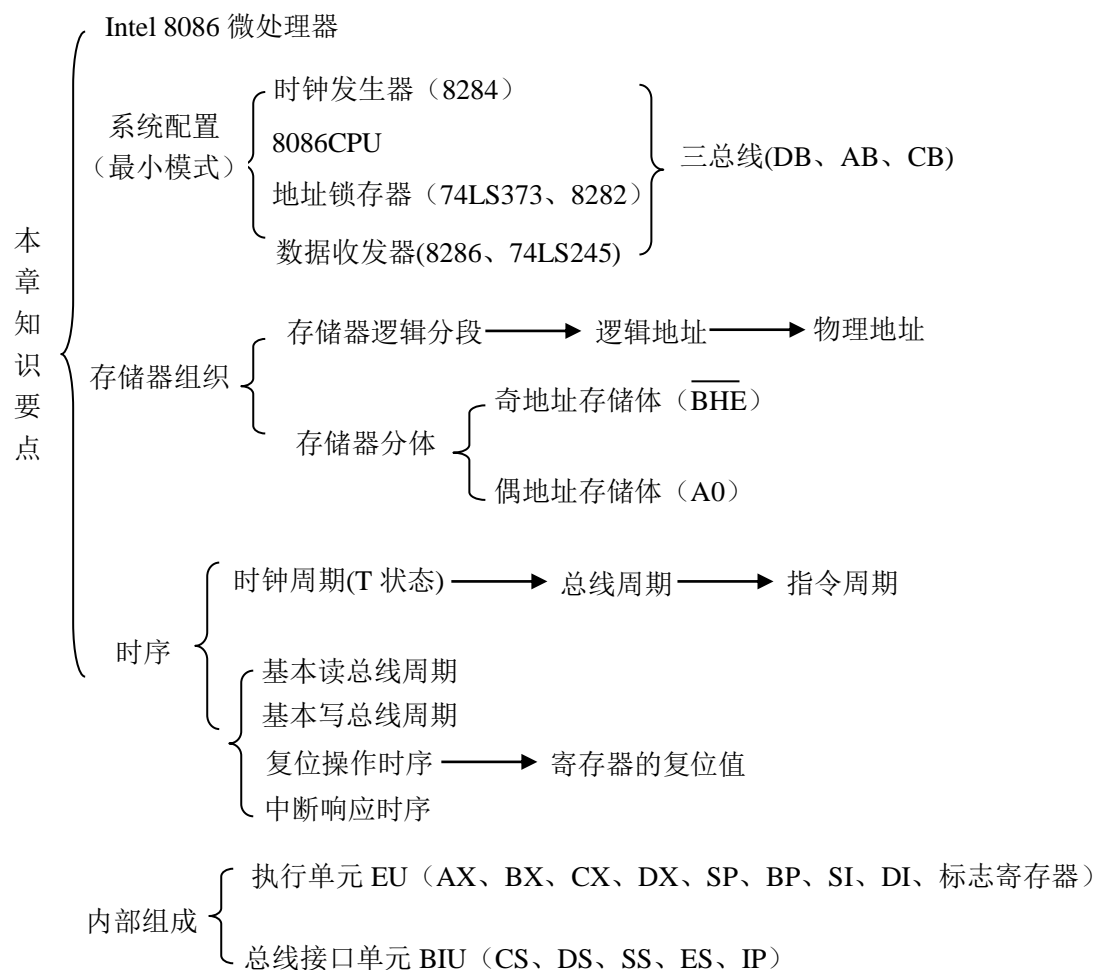 本章知识要点
Intel 8086 微处理器
系统配置
（最小模式）
时钟发生器（8284）
8086CPU
地址锁存器（74LS373、8282）
数据收发器(8286、74LS245)
三总线(DB、AB、CB)
存储器组织
存储器逻辑分段 逻辑地址 物理地址
存储器分体
奇地址存储体（B̅H̅E̅）
偶地址存储体（A0）
时序
时钟周期(T 状态) 总线周期 指令周期
基本读总线周期
基本写总线周期
复位操作时序 寄存器的复位值
中断响应时序
内部组成
执行单元 EU（AX、BX、CX、DX、SP、BP、SI、DI、标志寄存器）
总线接口单元 BIU（CS、DS、SS、ES、IP）